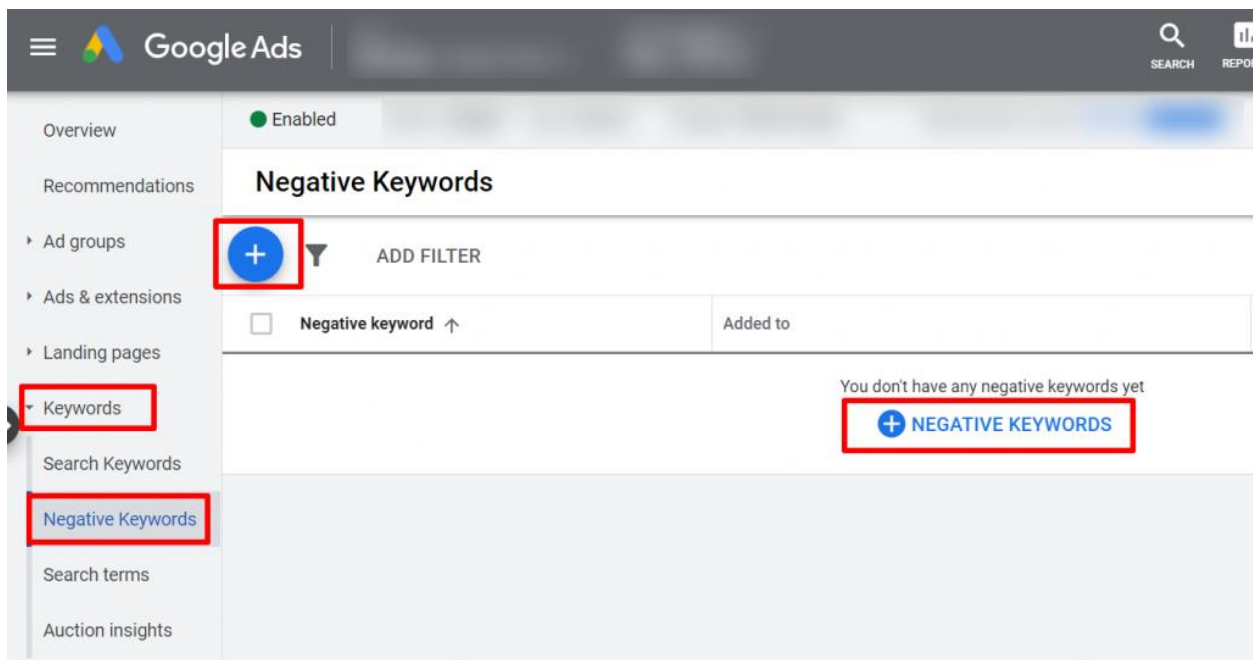 Google Ads
SEARCH
Overview
Enabled
Recommendations
Negative Keywords
Ad groups
ADD FILTER
Ads & extensions
Negative keyword
Added to
Landing pages
You don't have any negative keywords yet
Keywords
NEGATIVE KEYWORDS
Search Keywords
Negative Keywords
Search terms
Auction insights